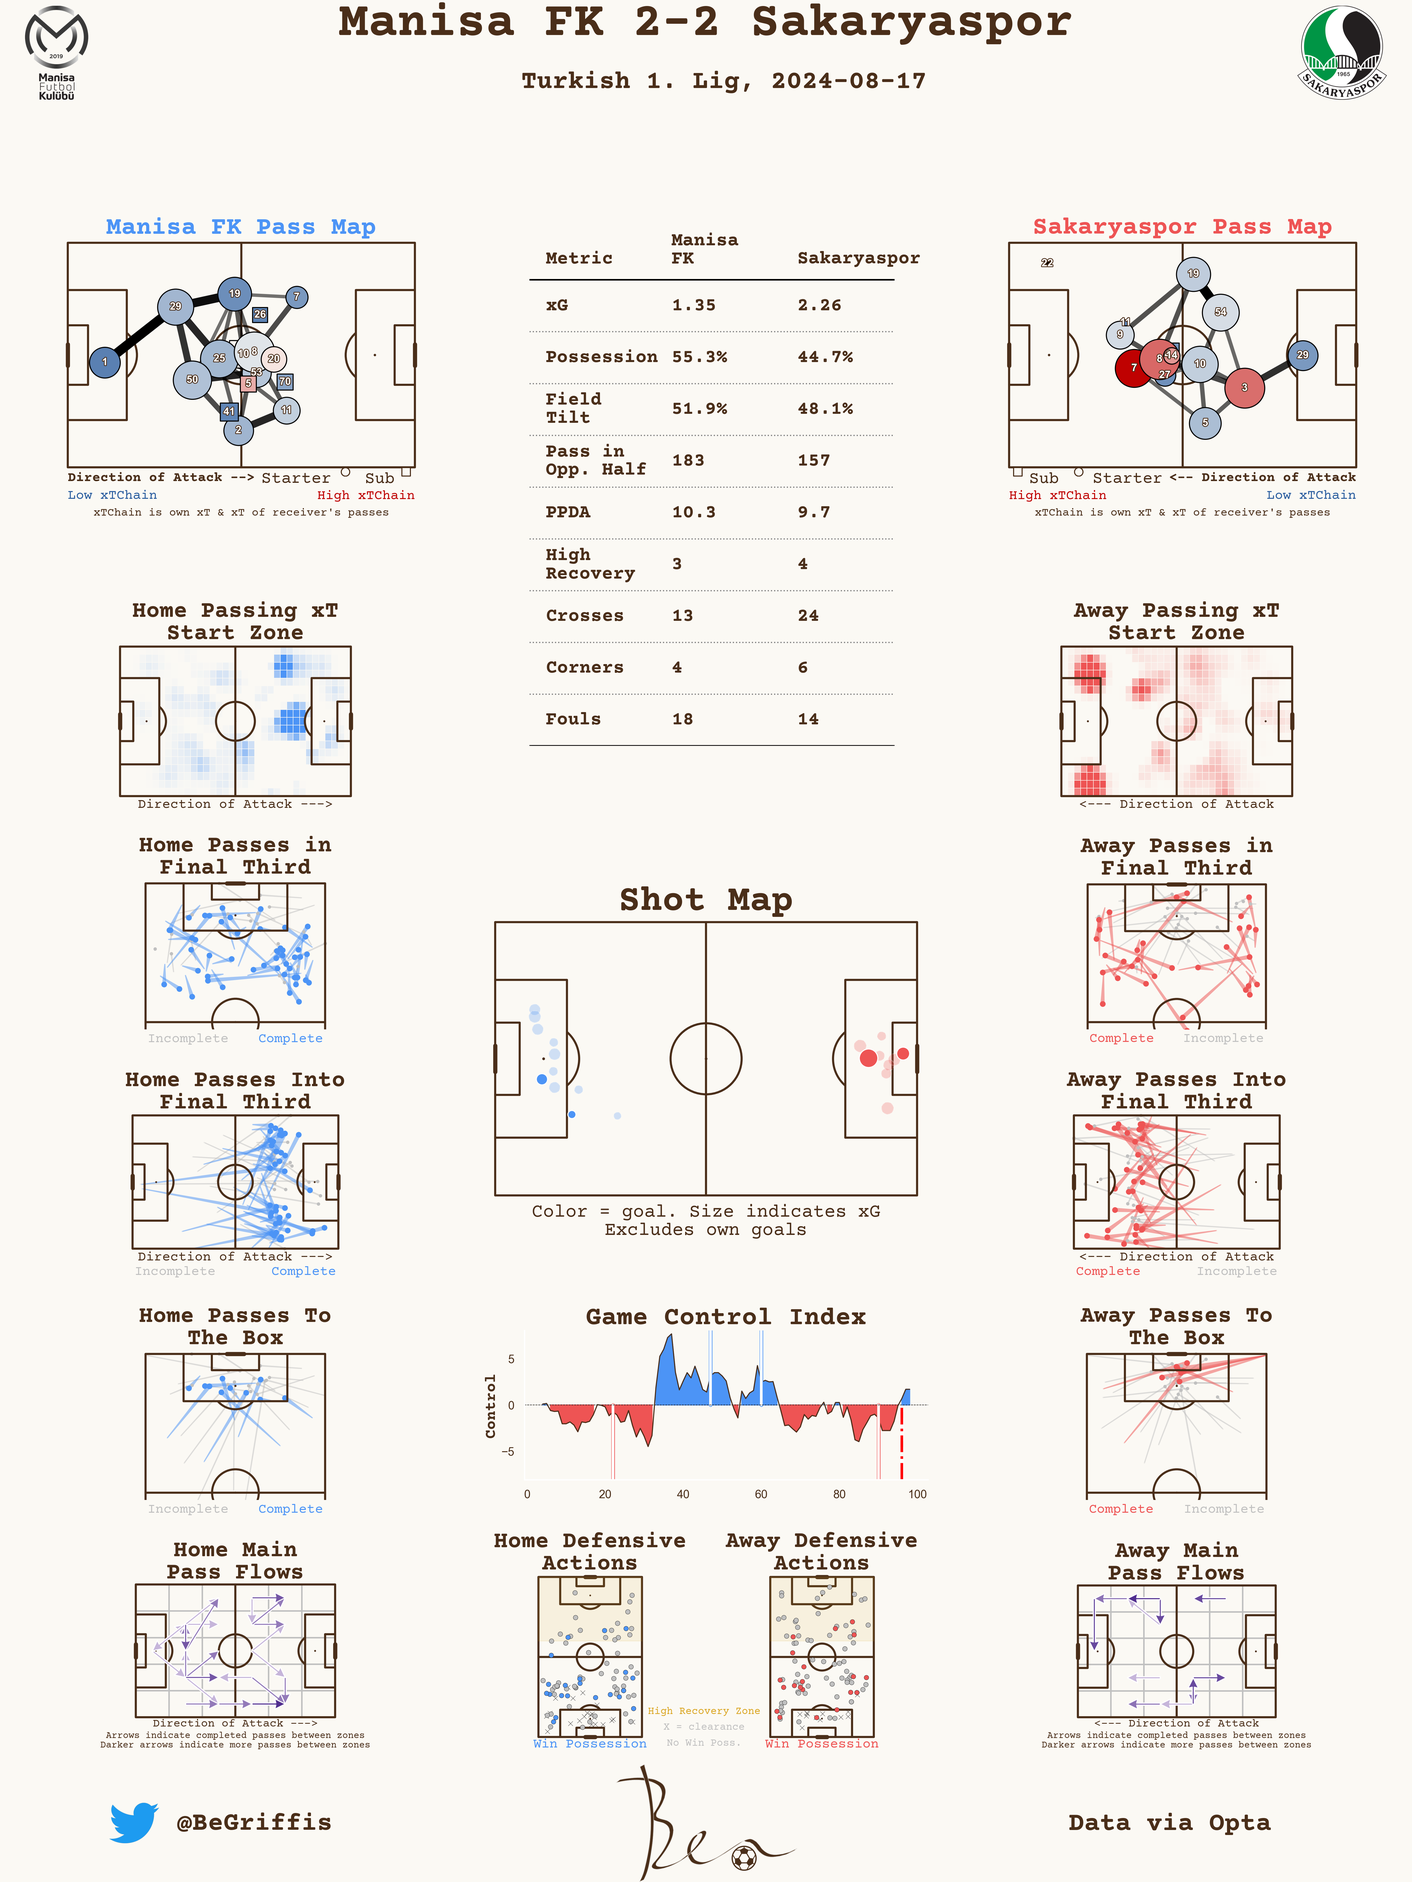 Manisa FK 2-2 Sakaryaspor
Turkish 1. Lig, 2024-08-17
2019
Manisa
Futbol
Kulübü
1965
SAKARYASPOR
Manisa FK Pass Map
1
29
19
7
26
25
10
8
20
53
50
5
70
41
11
2
Direction of Attack --> Starter Sub
Low xTChain High xTChain
xTChain is own xT & xT of receiver's passes
Metric Manisa FK Sakaryaspor
xG 1.35 2.26
Possession 55.3% 44.7%
Field Tilt 51.9% 48.1%
Pass in Opp. Half 183 157
PPDA 10.3 9.7
High Recovery 3 4
Crosses 13 24
Corners 4 6
Fouls 18 14
Sakaryaspor Pass Map
22
19
54
11
9
8
14
7
27
10
29
3
5
Sub Starter <-- Direction of Attack
High xTChain Low xTChain
xTChain is own xT & xT of receiver's passes
Home Passing xT
Start Zone
Direction of Attack --->
Away Passing xT
Start Zone
<--- Direction of Attack
Home Passes in
Final Third
Incomplete Complete
Away Passes in
Final Third
Complete Incomplete
Shot Map
Color = goal. Size indicates xG
Excludes own goals
Home Passes Into
Final Third
Direction of Attack --->
Incomplete Complete
Away Passes Into
Final Third
<--- Direction of Attack
Complete Incomplete
Home Passes To
The Box
Incomplete Complete
Game Control Index
Control
5
0
−5
0 20 40 60 80 100
Away Passes To
The Box
Complete Incomplete
Home Main
Pass Flows
Direction of Attack --->
Arrows indicate completed passes between zones
Darker arrows indicate more passes between zones
Home Defensive
Actions
Win Possession
Away Defensive
Actions
Win Possession
High Recovery Zone
X = clearance
No Win Poss.
Away Main
Pass Flows
<--- Direction of Attack
Arrows indicate completed passes between zones
Darker arrows indicate more passes between zones
@BeGriffis
Ben
Data via Opta